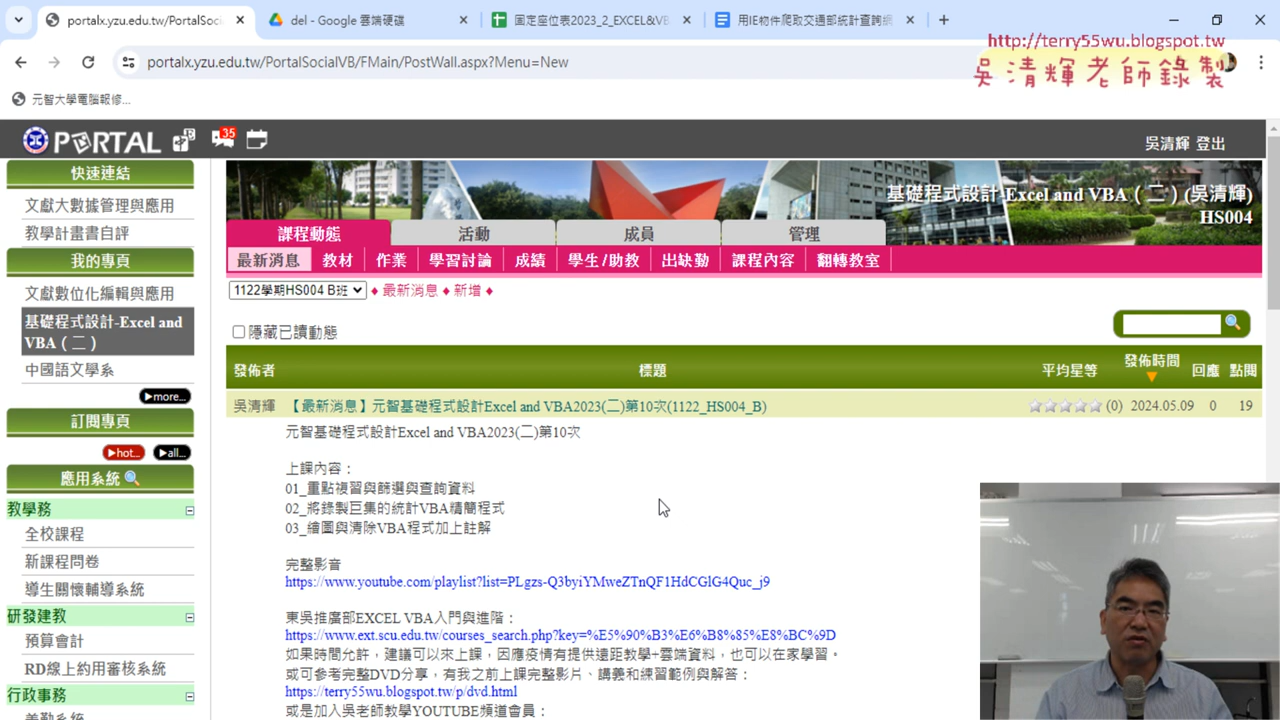 portalx.yzu.edu.tw/PortalSoci
del - Google 雲端硬碟
固定座位表2023_2_EXCEL&VB
用IE物件爬取交通部統計查詢網
portalx.yzu.edu.tw/PortalSocialVB/FMain/PostWall.aspx?Menu=New
http://terry55wu.blogspot.tw
吳清輝老師錄製
元智大學電腦報修...
PORTAL
35
吳清輝 登出
快速連結
文獻大數據管理與應用
教學計畫書自評
我的專頁
文獻數位化編輯與應用
基礎程式設計-Excel and
VBA（二）
中國語文學系
▶more...
訂閱專頁
▶hot...
▶all...
應用系統
教學務
全校課程
新課程問卷
導生關懷輔導系統
研發建教
預算會計
RD線上約用審核系統
行政事務
差勤系統
基礎程式設計-Excel and VBA（二）(吳清輝)
HS004
課程動態
活動
成員
管理
最新消息
教材
作業
學習討論
成績
學生/助教
出缺勤
課程內容
翻轉教室
1122學期HS004 B班
♦ 最新消息 ♦ 新增 ♦
隱藏已讀動態
發佈者
標題
平均星等
發佈時間
▼
回應
點閱
吳清輝
【最新消息】元智基礎程式設計Excel and VBA2023(二)第10次(1122_HS004_B)
(0)
2024.05.09
0
19
元智基礎程式設計Excel and VBA2023(二)第10次
上課內容：
01_重點複習與篩選與查詢資料
02_將錄製巨集的統計VBA精簡程式
03_繪圖與清除VBA程式加上註解
完整影音
https://www.youtube.com/playlist?list=PLgzs-Q3byiYMweZTnQF1HdCGlG4Quc_j9
東吳推廣部EXCEL VBA入門與進階：
https://www.ext.scu.edu.tw/courses_search.php?key=%E5%90%B3%E6%B8%85%E8%BC%9D
如果時間允許，建議可以來上課，因應疫情有提供遠距教學+雲端資料，也可以在家學習。
或可參考完整DVD分享，有我之前上課完整影片、講義和練習範例與解答：
https://terry55wu.blogspot.tw/p/dvd.html
或是加入吳老師教學YOUTUBE頻道會員：